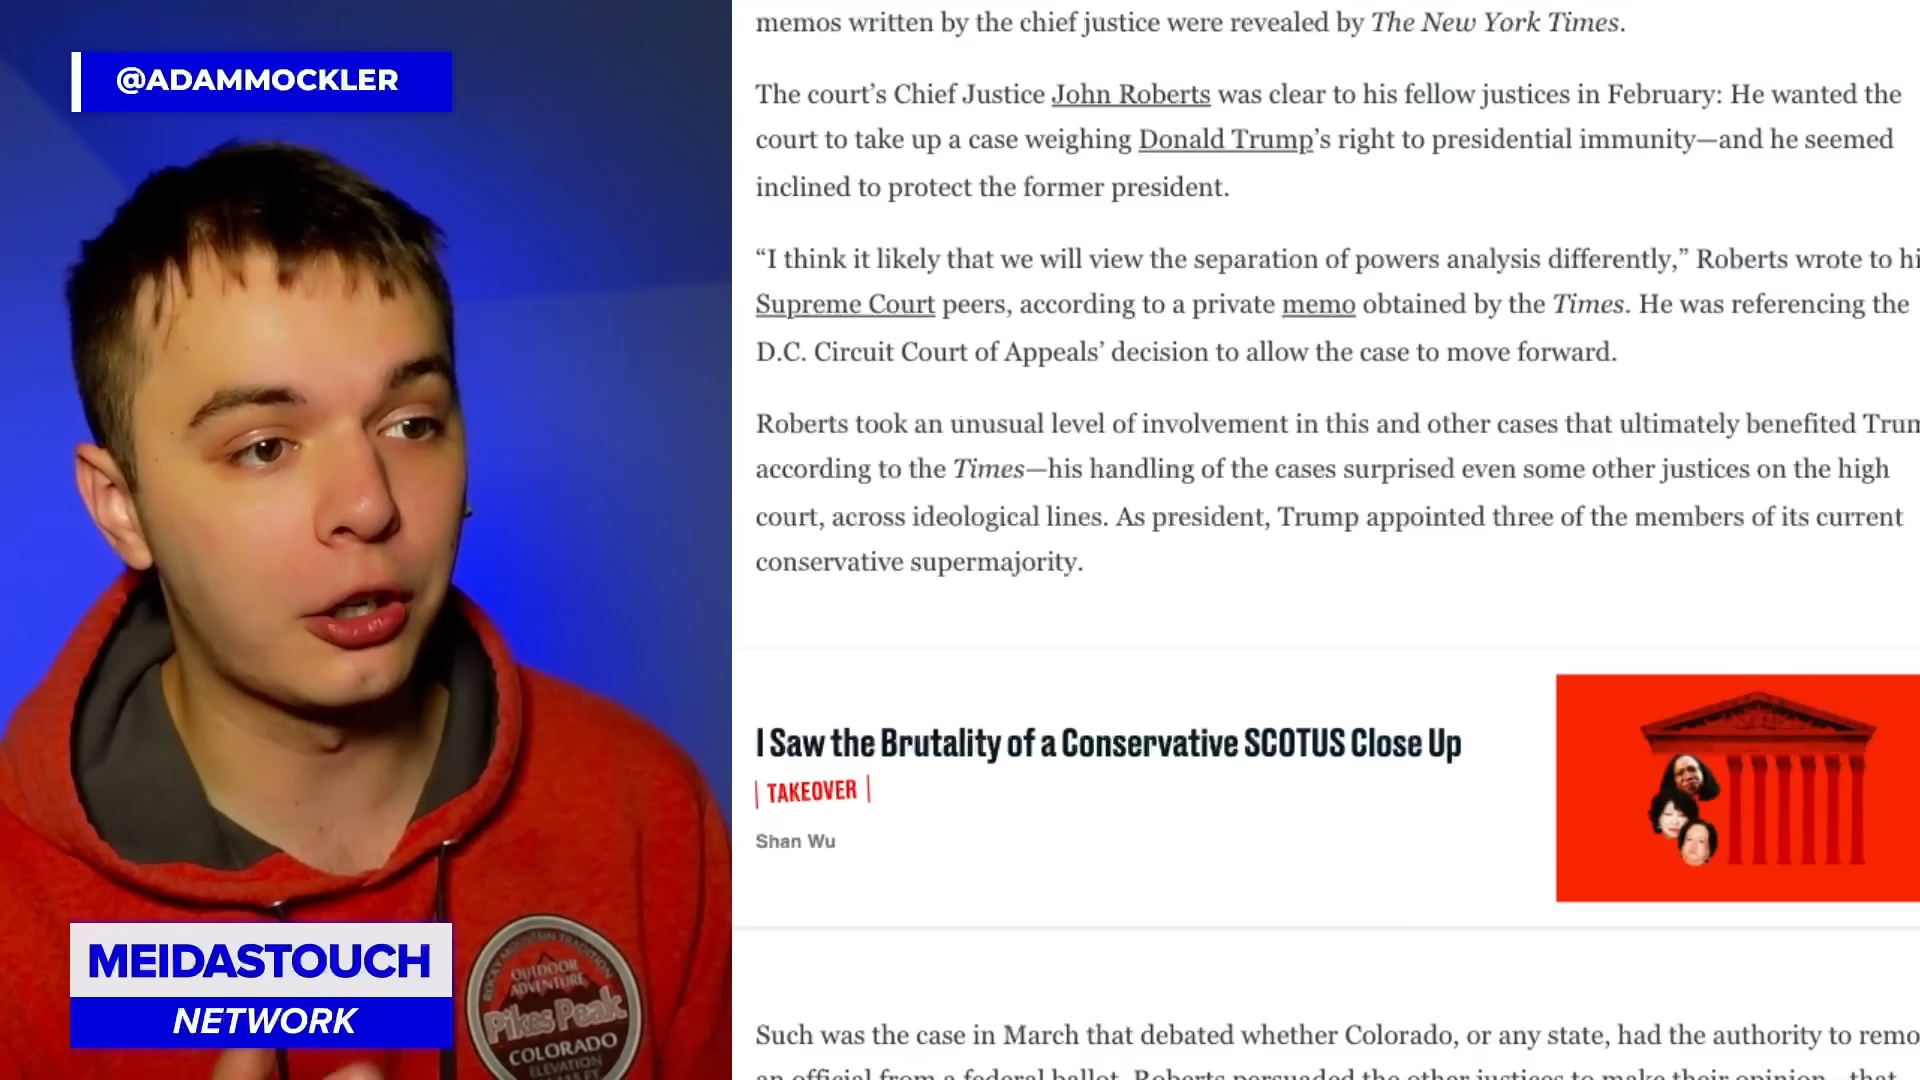 @ADAMMOCKLER
memos written by the chief justice were revealed by The New York Times.
The court’s Chief Justice John Roberts was clear to his fellow justices in February: He wanted the
court to take up a case weighing Donald Trump’s right to presidential immunity—and he seemed
inclined to protect the former president.
“I think it likely that we will view the separation of powers analysis differently,” Roberts wrote to hi
Supreme Court peers, according to a private memo obtained by the Times. He was referencing the
D.C. Circuit Court of Appeals’ decision to allow the case to move forward.
Roberts took an unusual level of involvement in this and other cases that ultimately benefited Trum
according to the Times—his handling of the cases surprised even some other justices on the high
court, across ideological lines. As president, Trump appointed three of the members of its current
conservative supermajority.
I Saw the Brutality of a Conservative SCOTUS Close Up
TAKEOVER
Shan Wu
Such was the case in March that debated whether Colorado, or any state, had the authority to remo
an official from a federal ballot. Roberts persuaded the other justices to make their opinion—that
MEIDASTOUCH
NETWORK
ROCKY MOUNTAIN TRADITION
OUTDOOR
ADVENTURE
Pikes Peak
COLORADO
ELEVATION